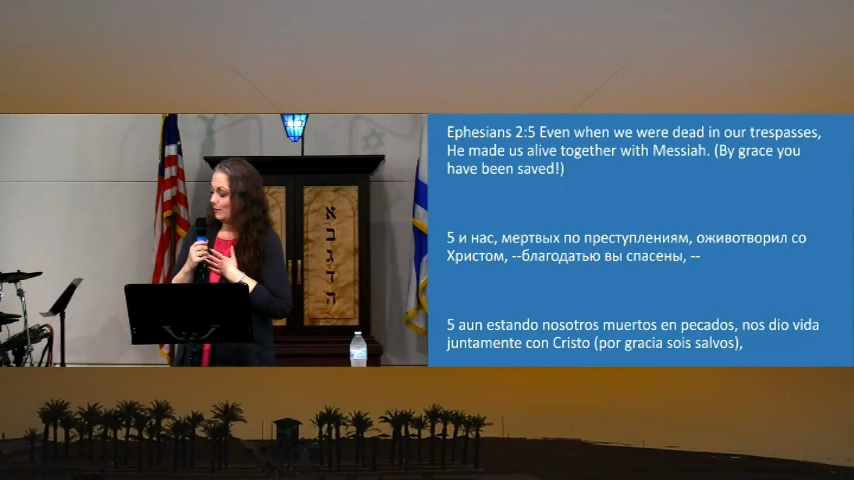 Ephesians 2:5 Even when we were dead in our trespasses,
He made us alive together with Messiah. (By grace you
have been saved!)
5 и нас, мертвых по преступлениям, оживотворил со
Христом, --благодатью вы спасены, --
5 aun estando nosotros muertos en pecados, nos dio vida
juntamente con Cristo (por gracia sois salvos),
א
ב
ג
ד
ה